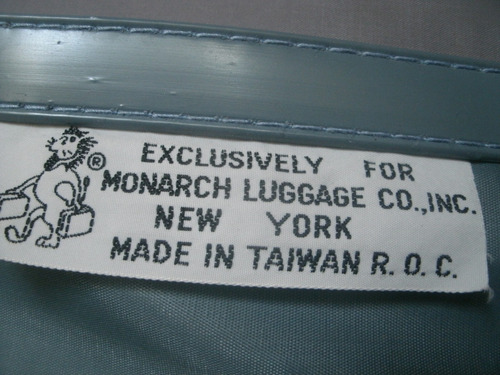 ®
EXCLUSIVELY FOR
MONARCH LUGGAGE CO.,INC.
NEW YORK
MADE IN TAIWAN R.O.C.